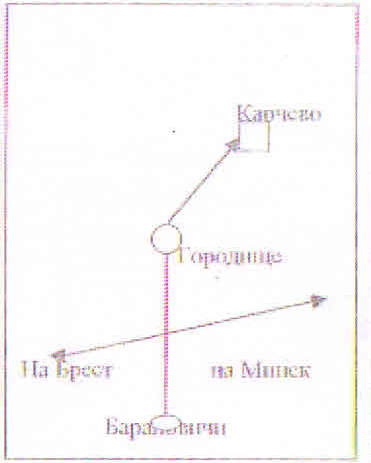 Карчево
Городище
На Брест
на Минск
Барановичи